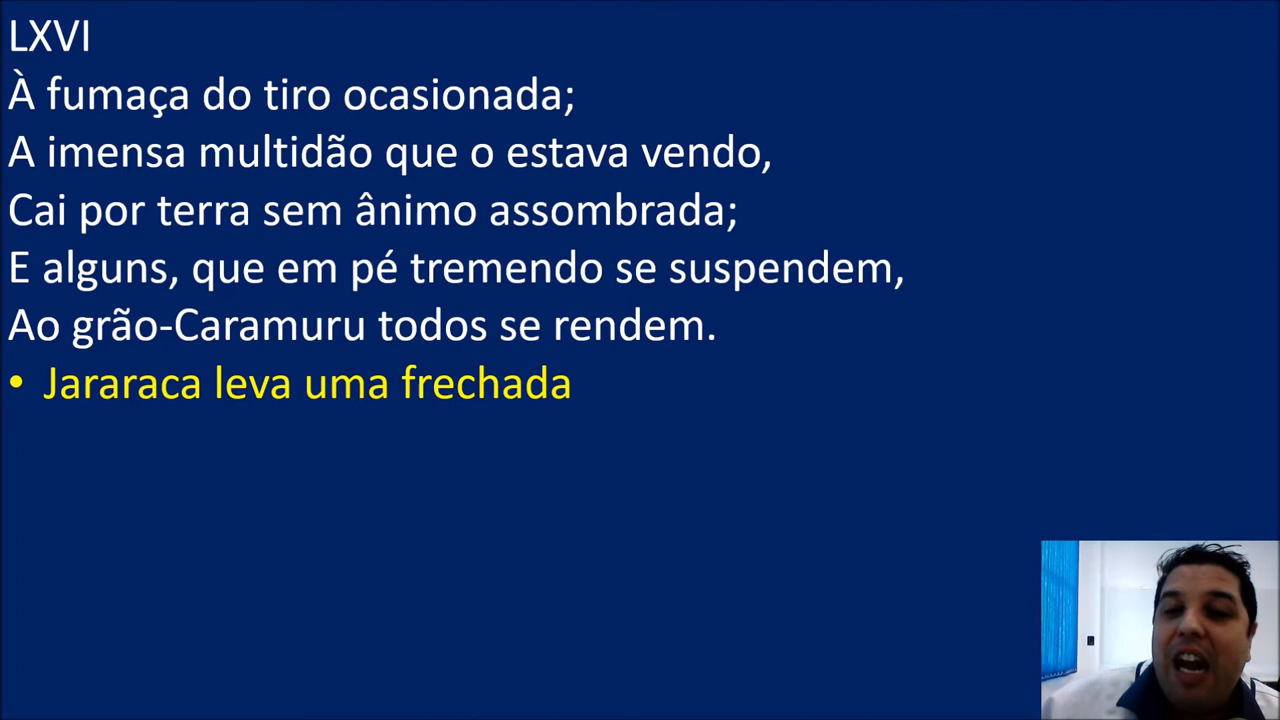 LXVI
À fumaça do tiro ocasionada;
A imensa multidão que o estava vendo,
Cai por terra sem ânimo assombrada;
E alguns, que em pé tremendo se suspendem,
Ao grão-Caramuru todos se rendem.
• Jararaca leva uma frechada